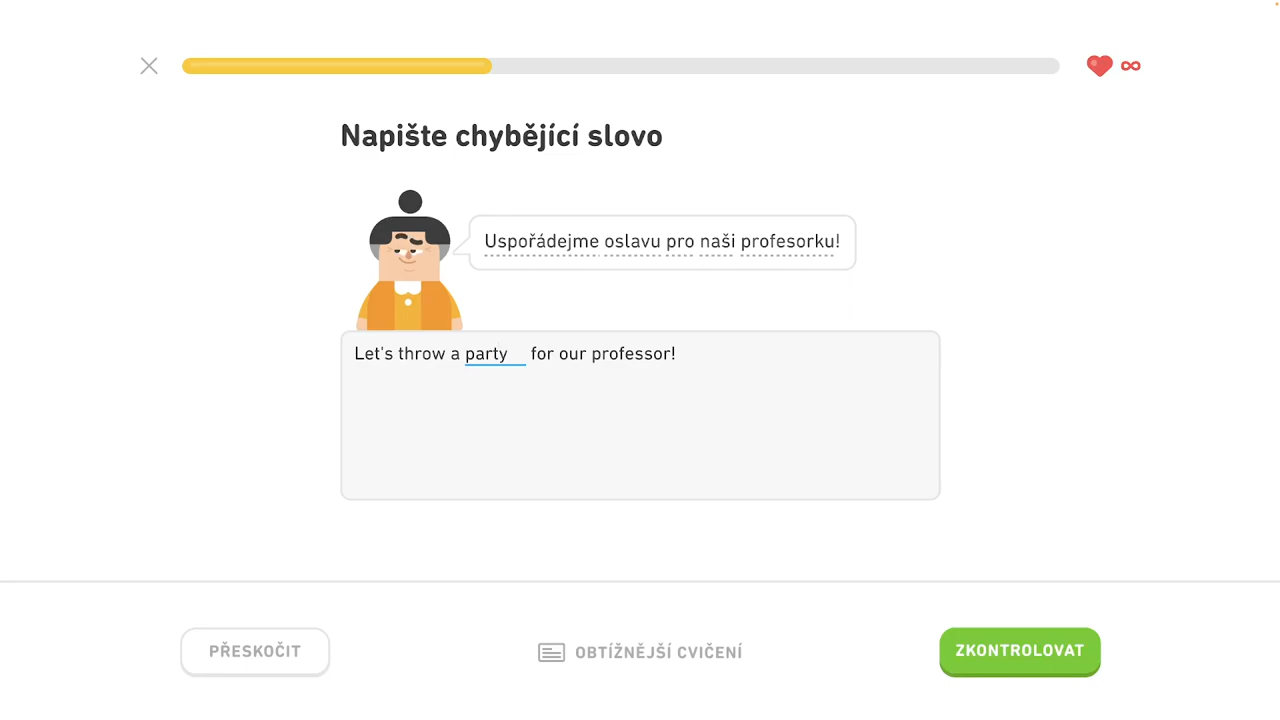 Napište chybějící slovo
Uspořádejme oslavu pro naši profesorku!
Let's throw a party for our professor!
PŘESKOČIT
OBTÍŽNĚJŠÍ CVIČENÍ
ZKONTROLOVAT